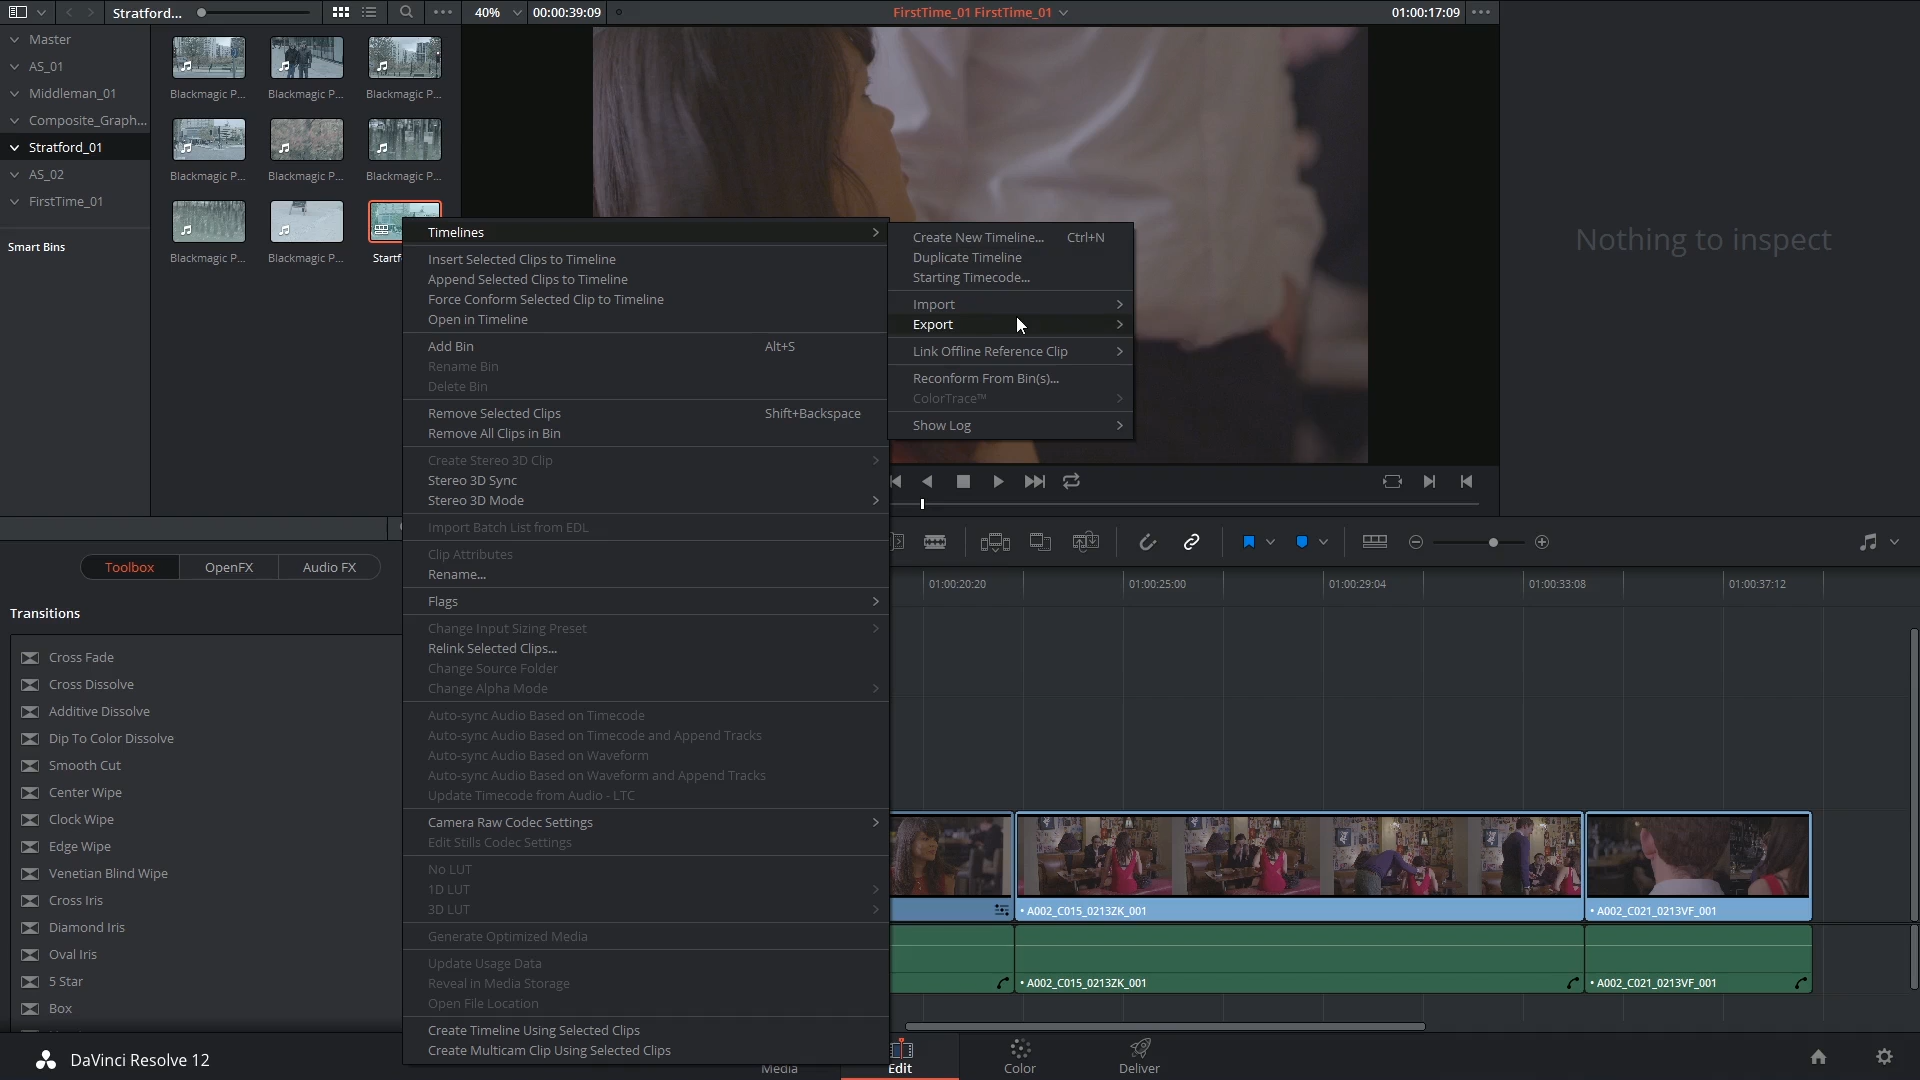 Stratford...
40%
00:00:39:09
FirstTime_01 FirstTime_01
01:00:17:09
Master
AS_01
Middleman_01
Composite_Graph...
Stratford_01
AS_02
FirstTime_01
Smart Bins
Blackmagic P...
Blackmagic P...
Blackmagic P...
Blackmagic P...
Blackmagic P...
Blackmagic P...
Blackmagic P...
Blackmagic P...
Startf
Nothing to inspect
Timelines
Insert Selected Clips to Timeline
Append Selected Clips to Timeline
Force Conform Selected Clip to Timeline
Open in Timeline
Add Bin Alt+S
Rename Bin
Delete Bin
Remove Selected Clips Shift+Backspace
Remove All Clips in Bin
Create Stereo 3D Clip
Stereo 3D Sync
Stereo 3D Mode
Import Batch List from EDL
Clip Attributes
Rename...
Flags
Change Input Sizing Preset
Relink Selected Clips...
Change Source Folder
Change Alpha Mode
Auto-sync Audio Based on Timecode
Auto-sync Audio Based on Timecode and Append Tracks
Auto-sync Audio Based on Waveform
Auto-sync Audio Based on Waveform and Append Tracks
Update Timecode from Audio - LTC
Camera Raw Codec Settings
Edit Stills Codec Settings
No LUT
1D LUT
3D LUT
Generate Optimized Media
Update Usage Data
Reveal in Media Storage
Open File Location
Create Timeline Using Selected Clips
Create Multicam Clip Using Selected Clips
Create New Timeline... Ctrl+N
Duplicate Timeline
Starting Timecode...
Import
Export
Link Offline Reference Clip
Reconform From Bin(s)...
ColorTrace™
Show Log
Toolbox
OpenFX
Audio FX
Transitions
Cross Fade
Cross Dissolve
Additive Dissolve
Dip To Color Dissolve
Smooth Cut
Center Wipe
Clock Wipe
Edge Wipe
Venetian Blind Wipe
Cross Iris
Diamond Iris
Oval Iris
5 Star
Box
01:00:20:20
01:00:25:00
01:00:29:04
01:00:33:08
01:00:37:12
• A002_C015_0213ZK_001
• A002_C021_0213VF_001
• A002_C015_0213ZK_001
• A002_C021_0213VF_001
DaVinci Resolve 12
Media
Edit
Color
Deliver